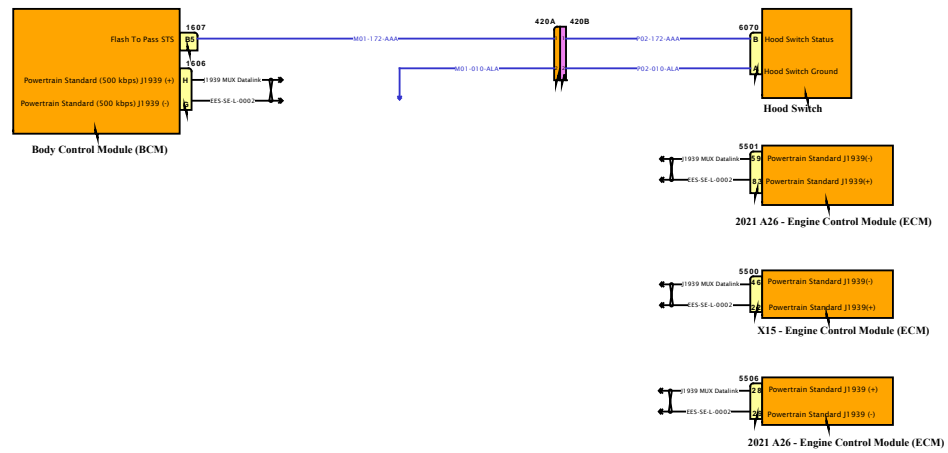 1607
Flash To Pass STS
B5
M01-172-AAA
420A 420B
1 1
P02-172-AAA
6070
B
Hood Switch Status
1606
Powertrain Standard (500 kbps) J1939 (+)
H
J1939 MUX Datalink
Powertrain Standard (500 kbps) J1939 (-)
G
EES-SE-L-0002
Body Control Module (BCM)
M01-010-ALA
2 2
P02-010-ALA
A
Hood Switch Ground
Hood Switch
5501
J1939 MUX Datalink
59
Powertrain Standard J1939(-)
EES-SE-L-0002
83
Powertrain Standard J1939(+)
2021 A26 - Engine Control Module (ECM)
5500
J1939 MUX Datalink
46
Powertrain Standard J1939(-)
EES-SE-L-0002
Powertrain Standard J1939(+)
X15 - Engine Control Module (ECM)
5506
J1939 MUX Datalink
28
Powertrain Standard J1939 (+)
EES-SE-L-0002
Powertrain Standard J1939 (-)
2021 A26 - Engine Control Module (ECM)